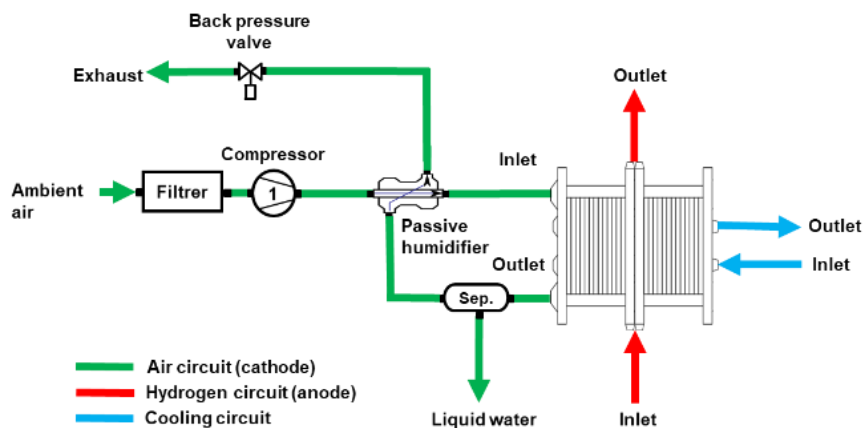 Back pressure
valve
Exhaust
Outlet
Compressor
Inlet
Ambient
air
Filtrer
1
Passive
humidifier
Outlet
Outlet
Inlet
Sep.
Air circuit (cathode)
Hydrogen circuit (anode)
Cooling circuit
Liquid water
Inlet